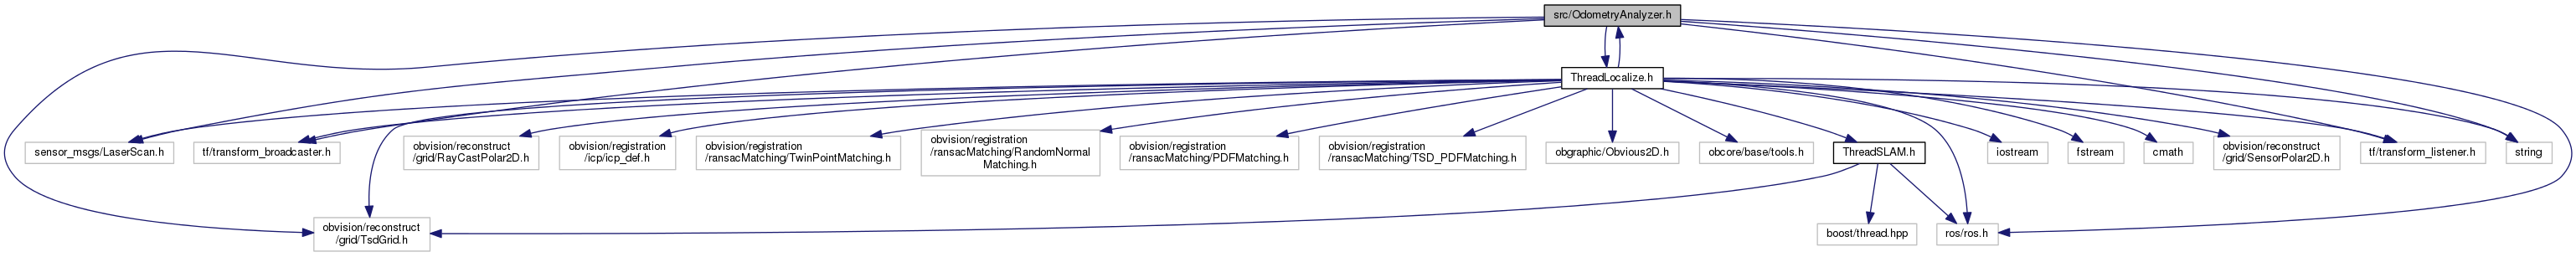 src/OdometryAnalyzer.h
ThreadLocalize.h
sensor_msgs/LaserScan.h
tf/transform_broadcaster.h
obvision/reconstruct
/grid/RayCastPolar2D.h
obvision/registration
/icp/icp_def.h
obvision/registration
/ransacMatching/TwinPointMatching.h
obvision/registration
/ransacMatching/RandomNormal
Matching.h
obvision/registration
/ransacMatching/PDFMatching.h
obvision/registration
/ransacMatching/TSD_PDFMatching.h
obgraphic/Obvious2D.h
obcore/base/tools.h
ThreadSLAM.h
iostream
fstream
cmath
obvision/reconstruct
/grid/SensorPolar2D.h
tf/transform_listener.h
string
obvision/reconstruct
/grid/TsdGrid.h
boost/thread.hpp
ros/ros.h